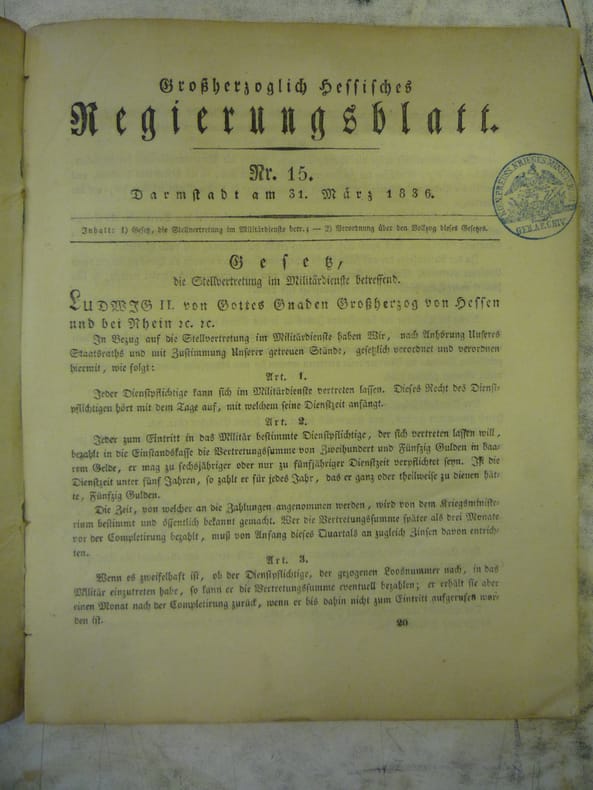 Großherzoglich Hessisches
Regierungsblatt.
Nr. 15.
Darmstadt am 31. März 1836.
Inhalt: 1) Gesetz, die Stellvertretung im Militärdienste betr.; — 2) Verordnung über den Vollzug dieses Gesetzes.
Gesetz,
die Stellvertretung im Militärdienste betreffend.
LUDWIG II. von Gottes Gnaden Großherzog von Hessen
und bei Rhein ꝛc. ꝛc.
In Bezug auf die Stellvertretung im Militärdienste haben Wir, nach Anhörung Unseres
Staatsraths und mit Zustimmung Unserer getreuen Stände, gesetzlich verordnet und verordnen
hiermit, wie folgt:
Art. 1.
Jeder Dienstpflichtige kann sich im Militärdienste vertreten lassen. Dieses Recht des Dienst-
pflichtigen hört mit dem Tage auf, mit welchem seine Dienstzeit anfängt.
Art. 2.
Jeder zum Eintritt in das Militär bestimmte Dienstpflichtige, der sich vertreten lassen will,
bezahlt in die Einstandskasse die Vertretungssumme von Zweihundert und Fünfzig Gulden in baa-
rem Gelde, er mag zu sechsjähriger oder nur zu fünfjähriger Dienstzeit verpflichtet seyn. Ist die
Dienstzeit unter fünf Jahren, so zahlt er für jedes Jahr, das er ganz oder theilweise zu dienen hät-
te, Fünfzig Gulden.
Die Zeit, von welcher an die Zahlungen angenommen werden, wird von dem Kriegsministe-
rium bestimmt und öffentlich bekannt gemacht. Wer die Vertretungssumme später als drei Monate
vor der Completirung bezahlt, muß von Anfang dieses Quartals an zugleich Zinsen davon entrich-
ten.
Art. 3.
Wenn es zweifelhaft ist, ob der Dienstpflichtige, der gezogenen Loosnummer nach, in das
Militär einzutreten habe, so kann er die Vertretungssumme eventuell bezahlen; er erhält sie aber
einen Monat nach der Completirung zurück, wenn er bis dahin nicht zum Eintritt aufgerufen wor-
den ist.
20
KRIEGS MINIST
GEH. ARCHIV